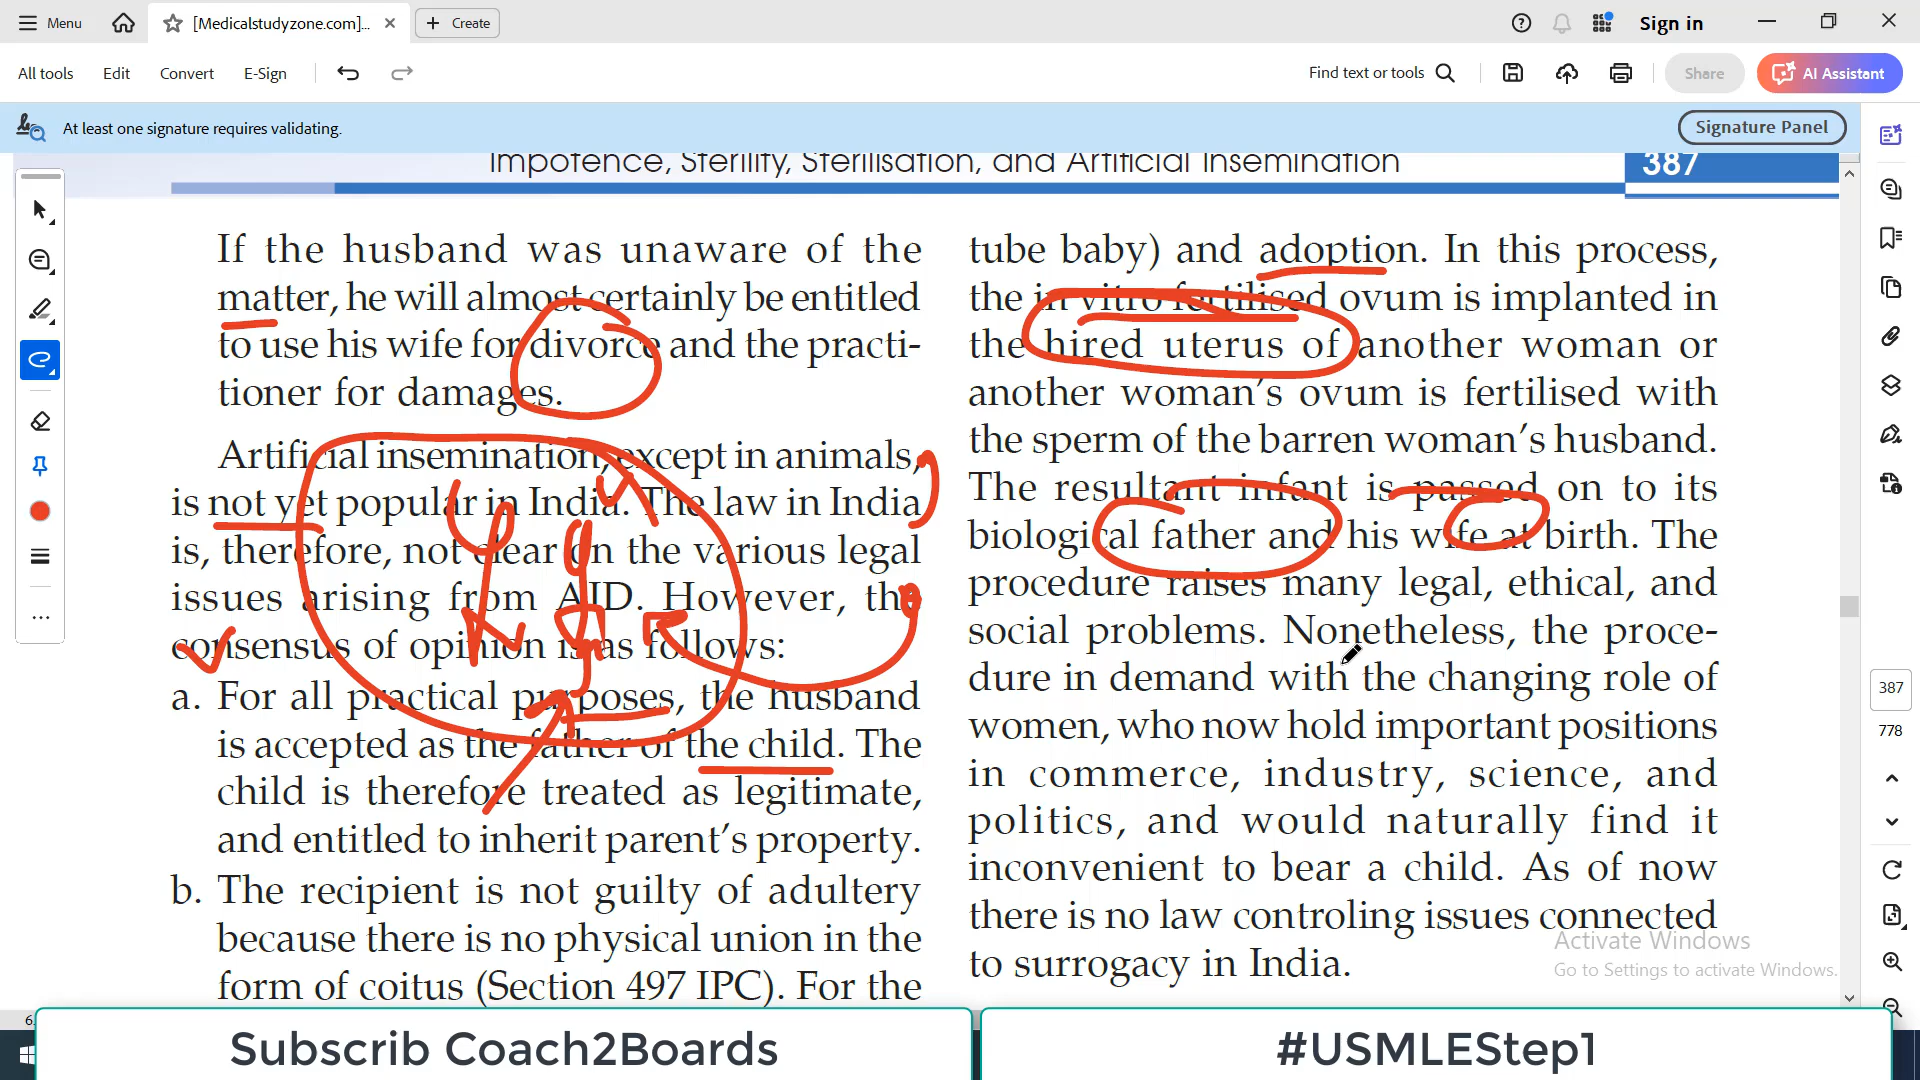 Menu
[Medicalstudyzone.com]...
Create
Sign in
All tools
Edit
Convert
E-Sign
Find text or tools
Share
AI Assistant
At least one signature requires validating.
Signature Panel
Impotence, Sterility, Sterilisation, and Artificial Insemination
387
If the husband was unaware of the
matter, he will almost certainly be entitled
to use his wife for divorce and the practi-
tioner for damages.
Artificial insemination, except in animals,
is not yet popular in India. The law in India
is, therefore, not clear on the various legal
issues arising from AID. However, the
consensus of opinion is as follows:
a. For all practical purposes, the husband
is accepted as the father of the child. The
child is therefore treated as legitimate,
and entitled to inherit parent's property.
b. The recipient is not guilty of adultery
because there is no physical union in the
form of coitus (Section 497 IPC). For the
tube baby) and adoption. In this process,
the in vitro fertilised ovum is implanted in
the hired uterus of another woman or
another woman's ovum is fertilised with
the sperm of the barren woman's husband.
The resultant infant is passed on to its
biological father and his wife at birth. The
procedure raises many legal, ethical, and
social problems. Nonetheless, the proce-
dure in demand with the changing role of
women, who now hold important positions
in commerce, industry, science, and
politics, and would naturally find it
inconvenient to bear a child. As of now
there is no law controling issues connected
to surrogacy in India.
387
778
Activate Windows
Go to Settings to activate Windows.
Subscrib Coach2Boards
#USMLEStep1